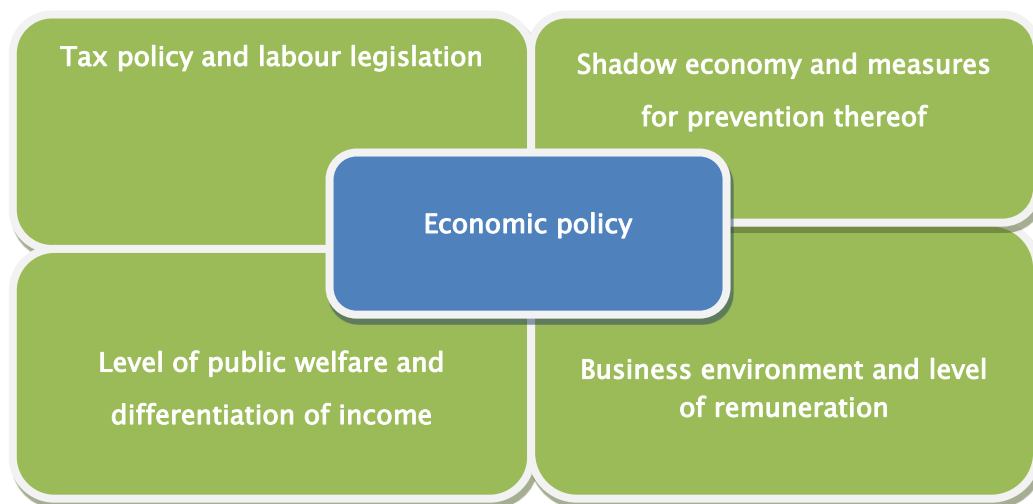 Tax policy and labour legislation
Shadow economy and measures
for prevention thereof
Economic policy
Level of public welfare and
differentiation of income
Business environment and level
of remuneration